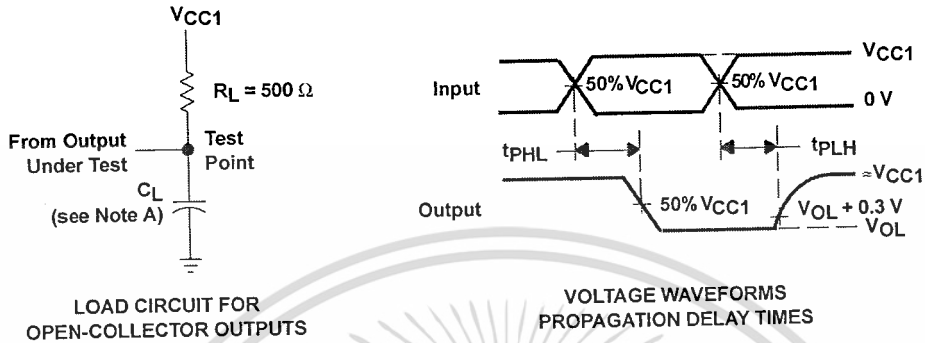 VCC1
RL = 500 Ω
From Output
Under Test
Test
Point
CL
(see Note A)
LOAD CIRCUIT FOR
OPEN-COLLECTOR OUTPUTS
Input
50% VCC1
50% VCC1
VCC1
0 V
tPHL
tPLH
Output
50% VCC1
≈VCC1
VOL + 0.3 V
VOL
VOLTAGE WAVEFORMS
PROPAGATION DELAY TIMES